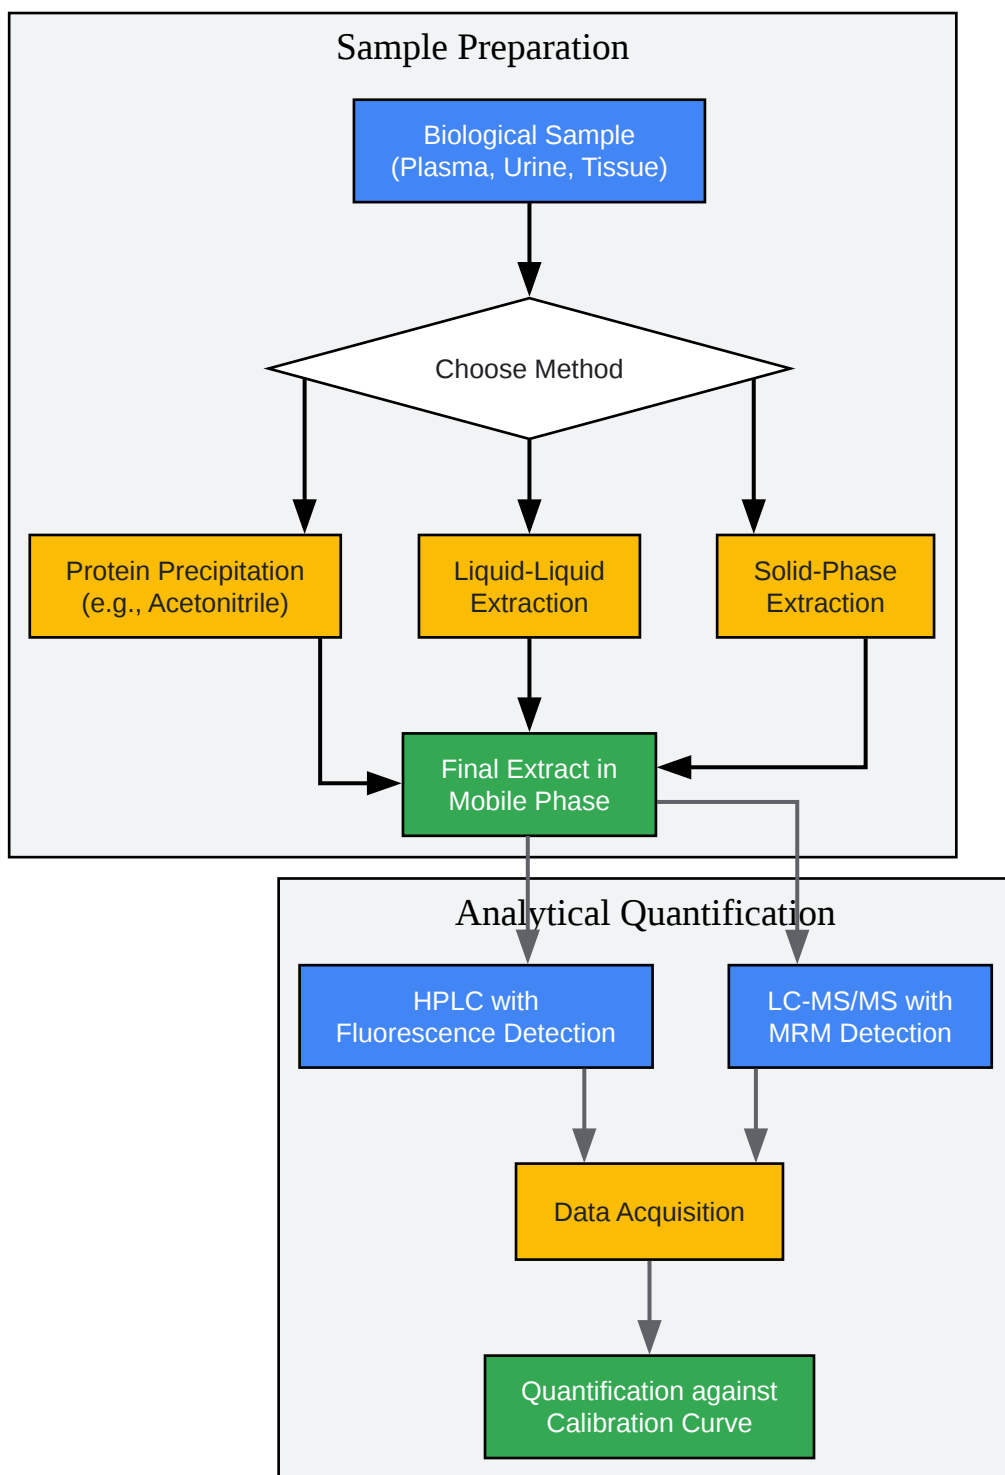 Sample Preparation
Biological Sample
(Plasma, Urine, Tissue)
Choose Method
Protein Precipitation
(e.g., Acetonitrile)
Liquid-Liquid
Extraction
Solid-Phase
Extraction
Final Extract in
Mobile Phase
Analytical Quantification
HPLC with
Fluorescence Detection
LC-MS/MS with
MRM Detection
Data Acquisition
Quantification against
Calibration Curve